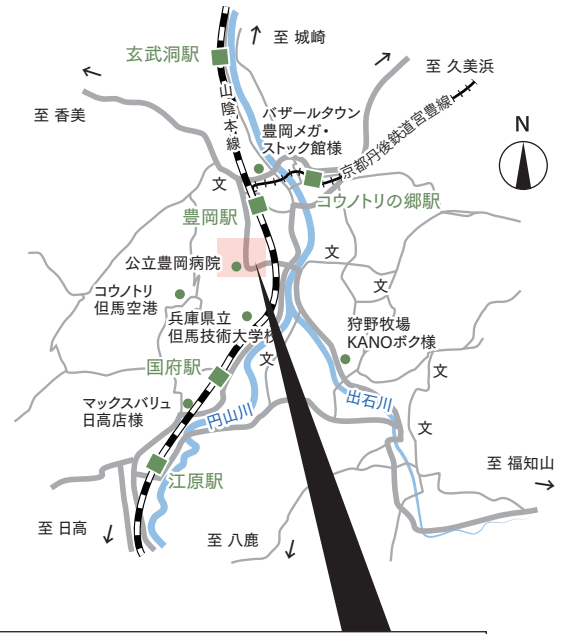 至 城崎
玄武洞駅
至 久美浜
至 香美
山陰本線
バザールタウン
豊岡メガ・
ストック館様
京都丹後鉄道宮豊線
N
文
コウノトリの郷駅
豊岡駅
公立豊岡病院
文
文
コウノトリ
但馬空港
兵庫県立
但馬技術大学校
狩野牧場
KANOボク様
文
国府駅
文
マックスバリュ
日高店様
円山川
出石川
文
至 福知山
江原駅
至 日高
至 八鹿